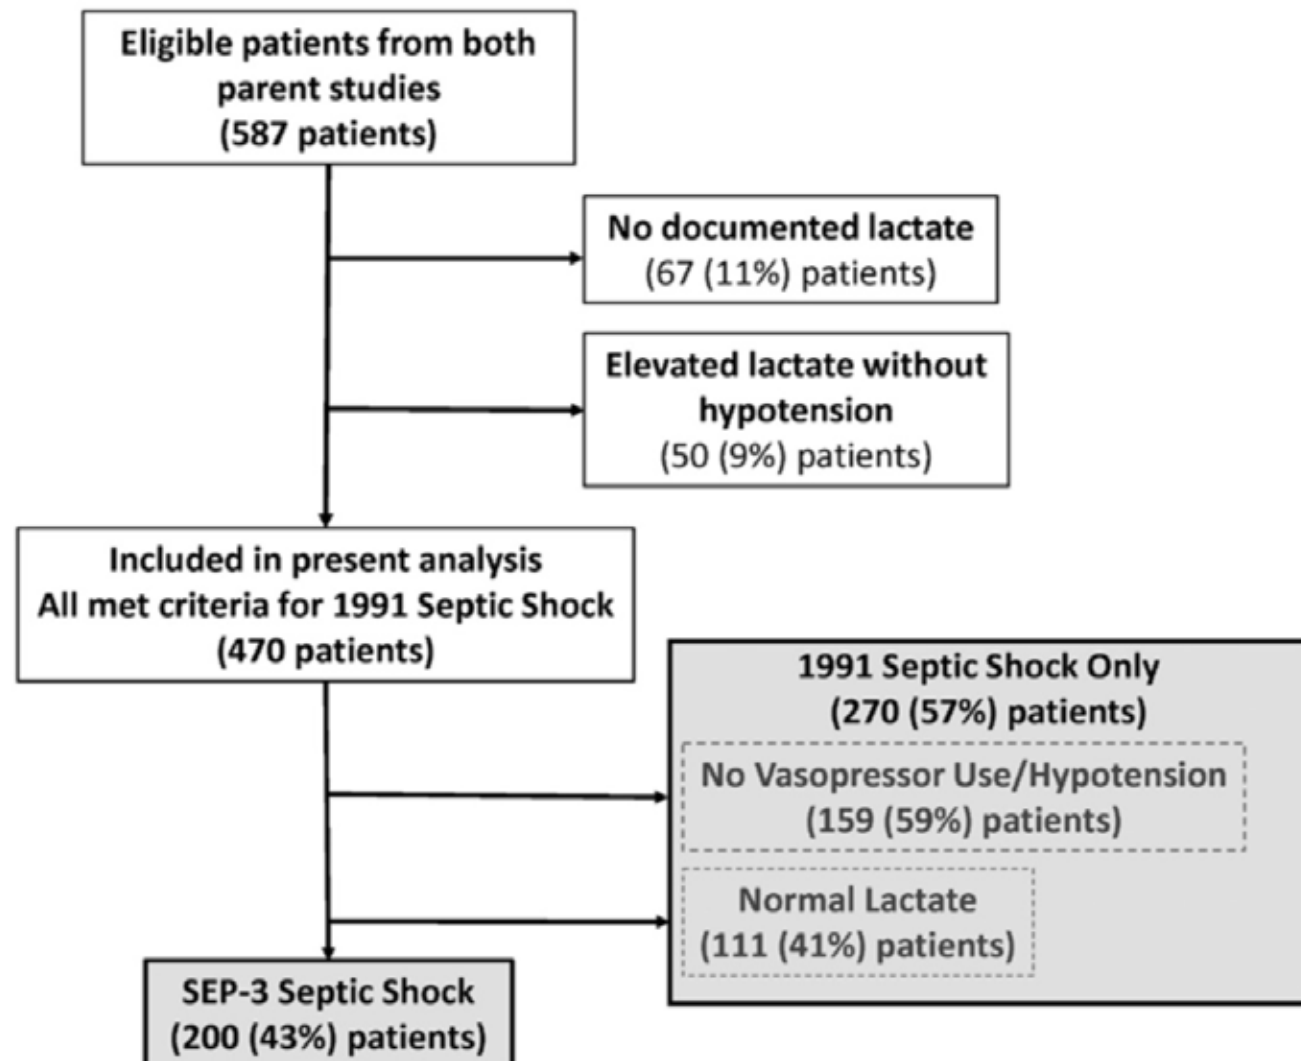 Eligible patients from both
parent studies
(587 patients)
No documented lactate
(67 (11%) patients)
Elevated lactate without
hypotension
(50 (9%) patients)
Included in present analysis
All met criteria for 1991 Septic Shock
(470 patients)
1991 Septic Shock Only
(270 (57%) patients)
No Vasopressor Use/Hypotension
(159 (59%) patients)
Normal Lactate
(111 (41%) patients)
SEP-3 Septic Shock
(200 (43%) patients)